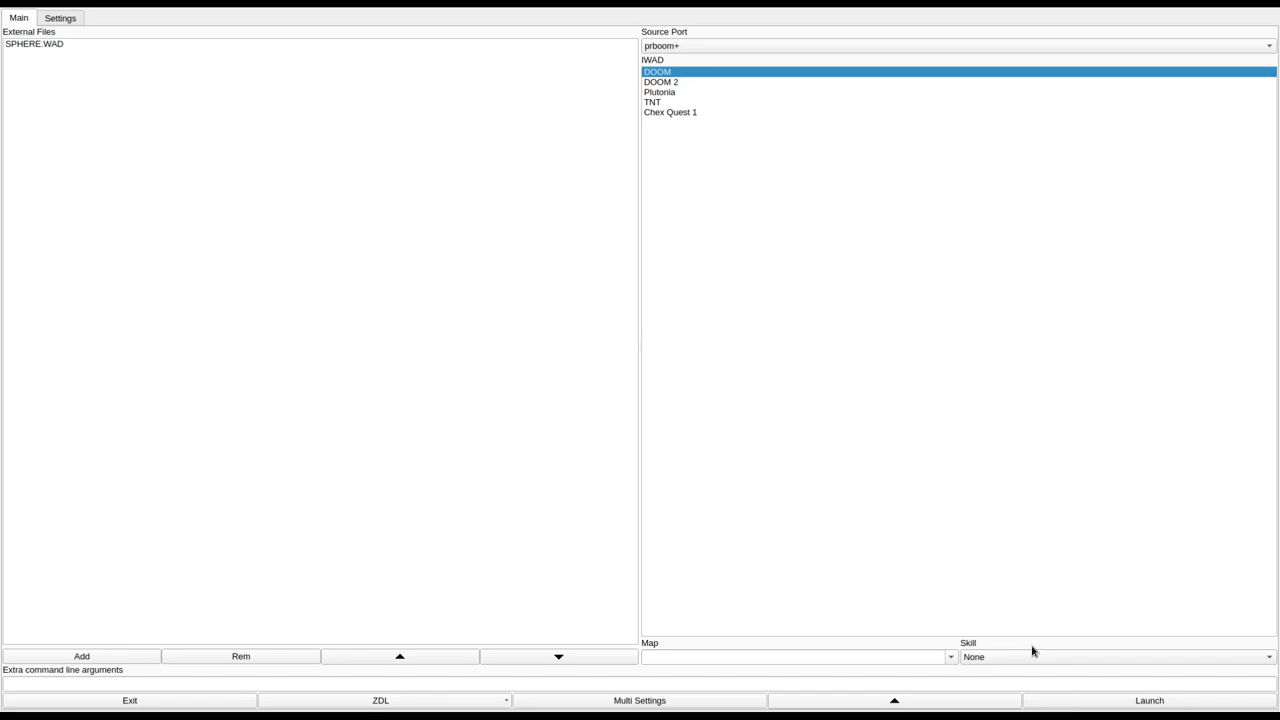 Main
Settings
External Files
SPHERE.WAD
Source Port
prboom+
IWAD
DOOM
DOOM 2
Plutonia
TNT
Chex Quest 1
Map
Skill
Add
Rem
None
Extra command line arguments
Exit
ZDL
Multi Settings
Launch